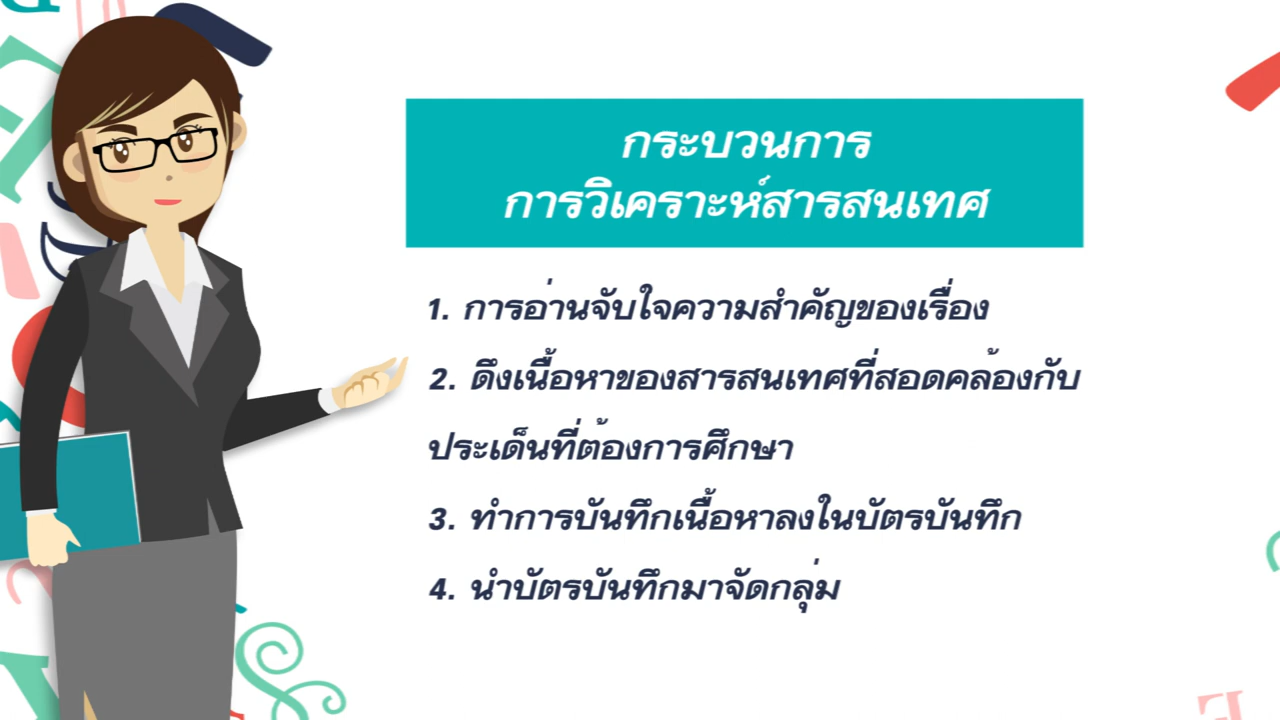 กระบวนการ
การวิเคราะห์สารสนเทศ
1. การอ่านจับใจความสำคัญของเรื่อง
2. ดึงเนื้อหาของสารสนเทศที่สอดคล้องกับ
ประเด็นที่ต้องการศึกษา
3. ทำการบันทึกเนื้อหาลงในบัตรบันทึก
4. นำบัตรบันทึกมาจัดกลุ่ม